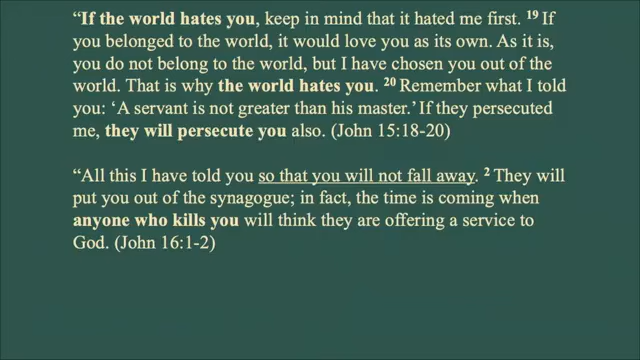 “If the world hates you, keep in mind that it hated me first. 19 If
you belonged to the world, it would love you as its own. As it is,
you do not belong to the world, but I have chosen you out of the
world. That is why the world hates you. 20 Remember what I told
you: ‘A servant is not greater than his master.’ If they persecuted
me, they will persecute you also. (John 15:18-20)
“All this I have told you so that you will not fall away. 2 They will
put you out of the synagogue; in fact, the time is coming when
anyone who kills you will think they are offering a service to
God. (John 16:1-2)